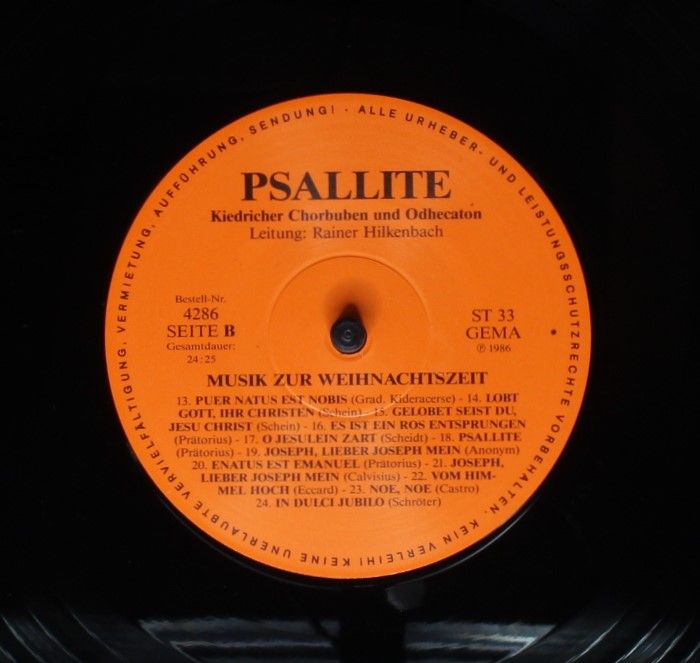 PSALLITE
Kiedricher Chorbuben und Odhecaton
Leitung: Rainer Hilkenbach
Bestell-Nr.
4286
SEITE B
Gesamtdauer:
24:25
ST 33
GEMA
℗ 1986
MUSIK ZUR WEIHNACHTSZEIT
13. PUER NATUS EST NOBIS (Grad. Kideracerse) - 14. LOBT
GOTT, IHR CHRISTEN (Schein) - 15. GELOBET SEIST DU,
JESU CHRIST (Schein) - 16. ES IST EIN ROS ENTSPRUNGEN
(Prätorius) - 17. O JESULEIN ZART (Scheidt) - 18. PSALLITE
(Prätorius) - 19. JOSEPH, LIEBER JOSEPH MEIN (Anonym)
20. ENATUS EST EMANUEL (Prätorius) - 21. JOSEPH,
LIEBER JOSEPH MEIN (Calvisius) - 22. VOM HIM-
MEL HOCH (Eccard) - 23. NOE, NOE (Castro)
24. IN DULCI JUBILO (Schröter)
ALLE URHEBER- UND LEISTUNGSSCHUTZRECHTE VORBEHALTEN. KEIN VERLEIH! KEINE UNERLAUBTE VERVIELFÄLTIGUNG, VERMIETUNG, AUFFÜHRUNG, SENDUNG! ·